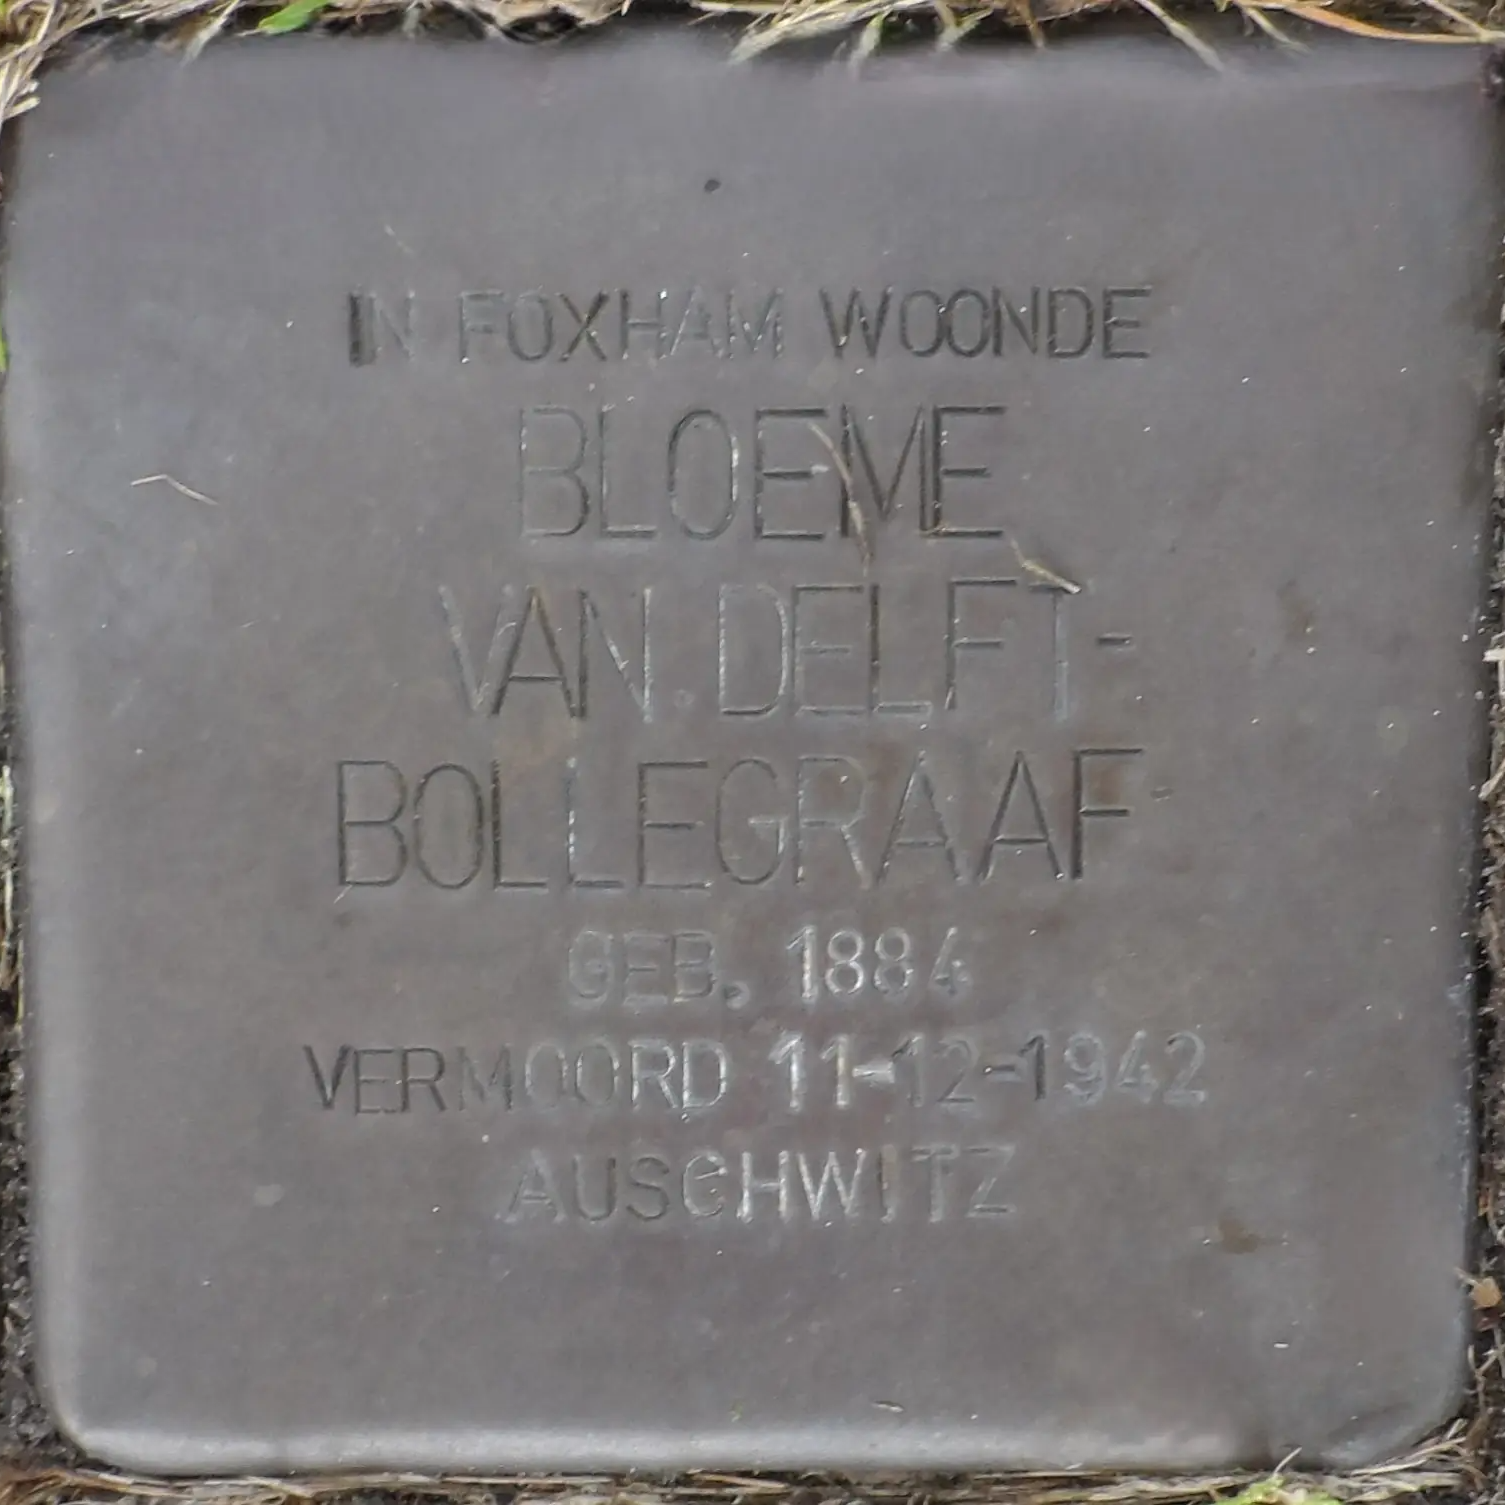 IN FOXHAM WOONDE
BLOEME
VAN DELFT-
BOLLEGRAAF
GEB. 1884
VERMOORD 11-12-1942
AUSCHWITZ